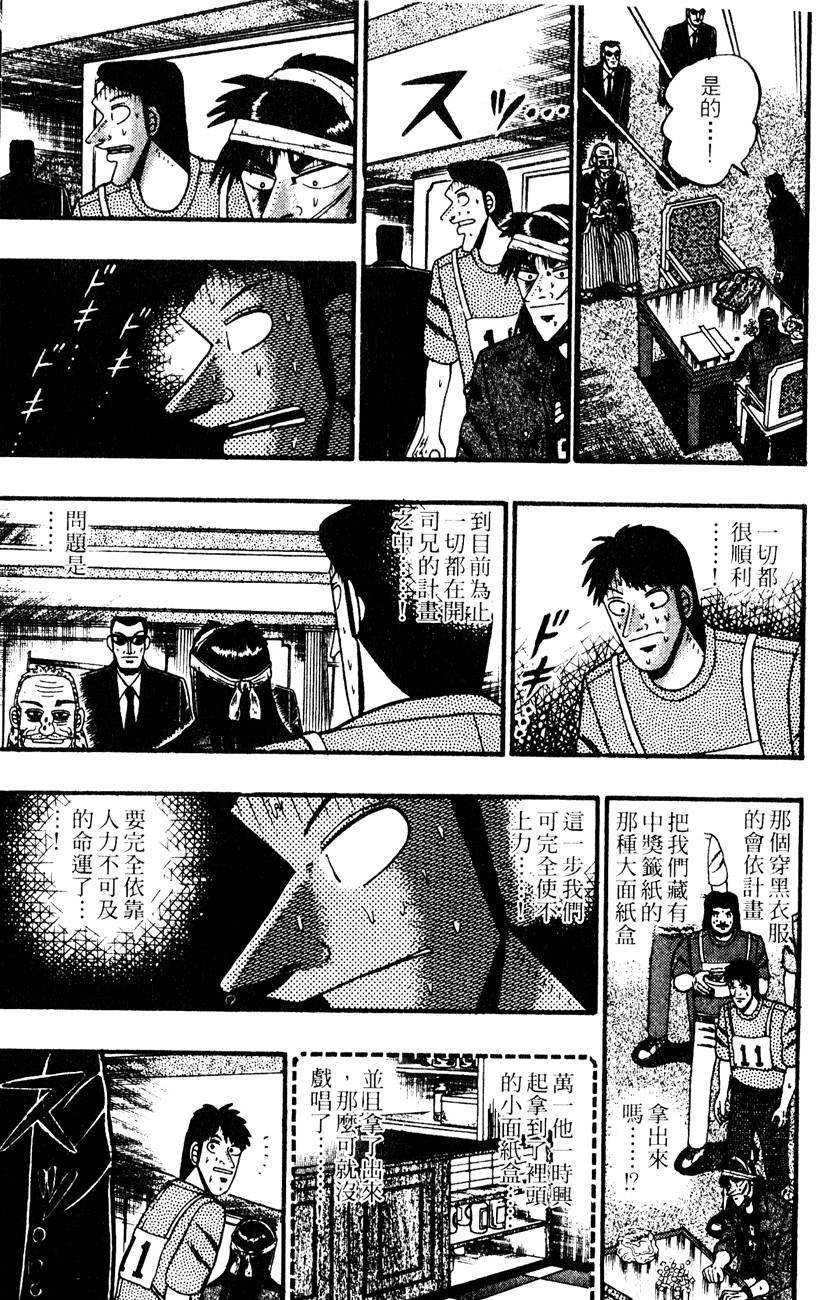 是的…！
スッ…
ドキ
ドキ
一切都
很順利
……！
ドキ
到目前為止
一切都在開
司兄的計畫
之中……！
問題是
……
那個穿黑衣服
的會依計畫
把我們藏有
中獎籤紙的
那種大面紙盒
拿出來
嗎……!?
11
這一步我們
可完全使不
上力……！
要完全依靠
人力不可及
的命運了…
…！
萬一他一時興
起拿到了裡頭
的小面紙盒…
並且拿了出來
，那麼可就沒
戲唱了………！
11
スッ…